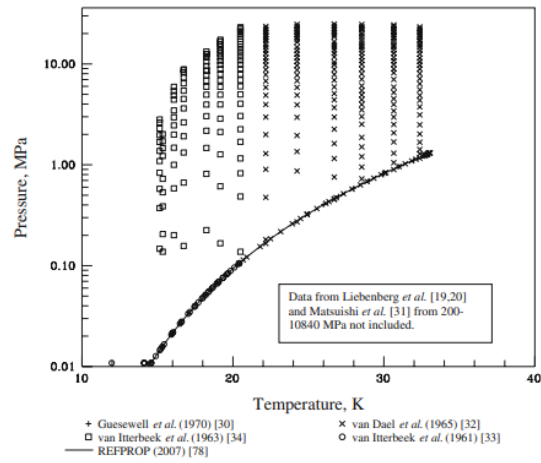 Pressure, MPa
10.00
1.00
0.10
0.01
Data from Liebenberg et al. [19,20]
and Matsuishi et al. [31] from 200-
10840 MPa not included.
10 20 30 40
Temperature, K
+ Guesewell et al. (1970) [30]
× van Dael et al. (1965) [32]
□ van Itterbeek et al. (1963) [34]
○ van Itterbeek et al. (1961) [33]
REFPROP (2007) [78]